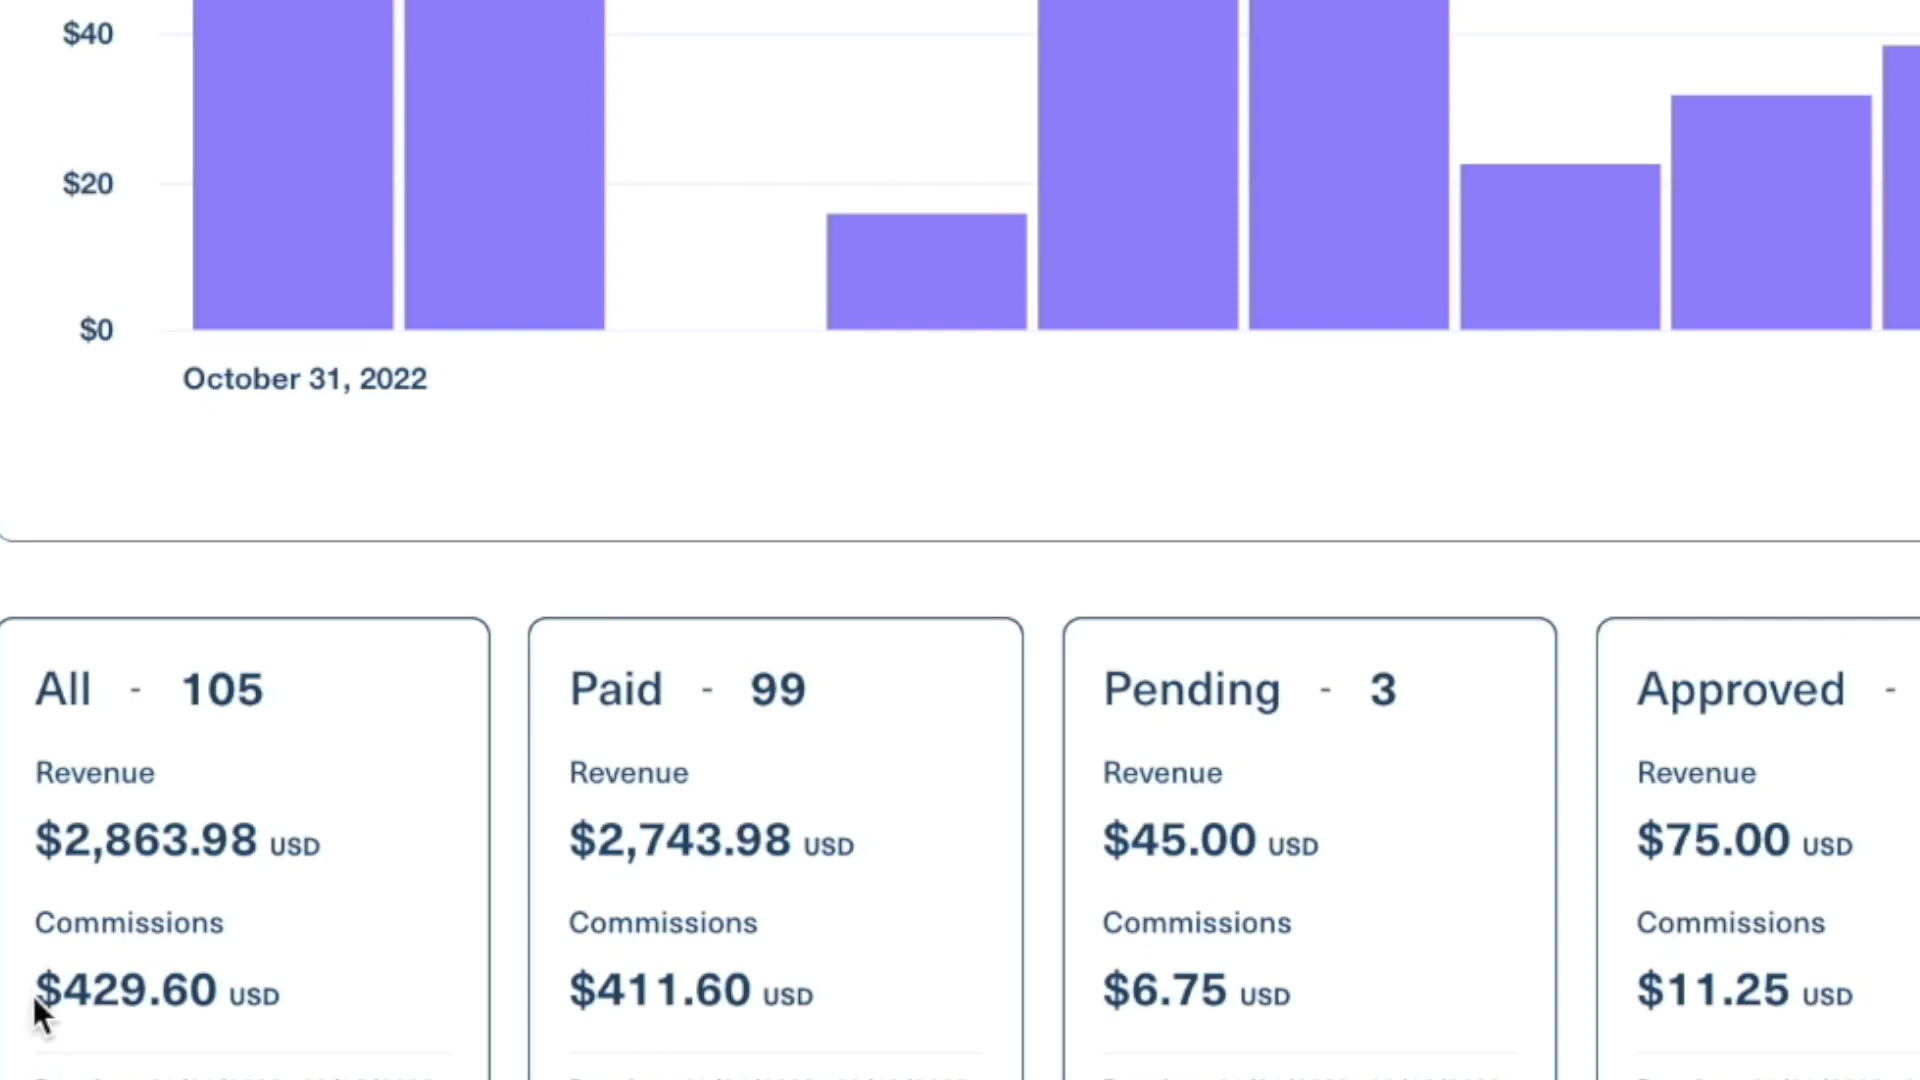 $40
$20
$0
October 31, 2022
All - 105
Revenue
$2,863.98 USD
Commissions
$429.60 USD
Paid - 99
Revenue
$2,743.98 USD
Commissions
$411.60 USD
Pending - 3
Revenue
$45.00 USD
Commissions
$6.75 USD
Approved -
Revenue
$75.00 USD
Commissions
$11.25 USD